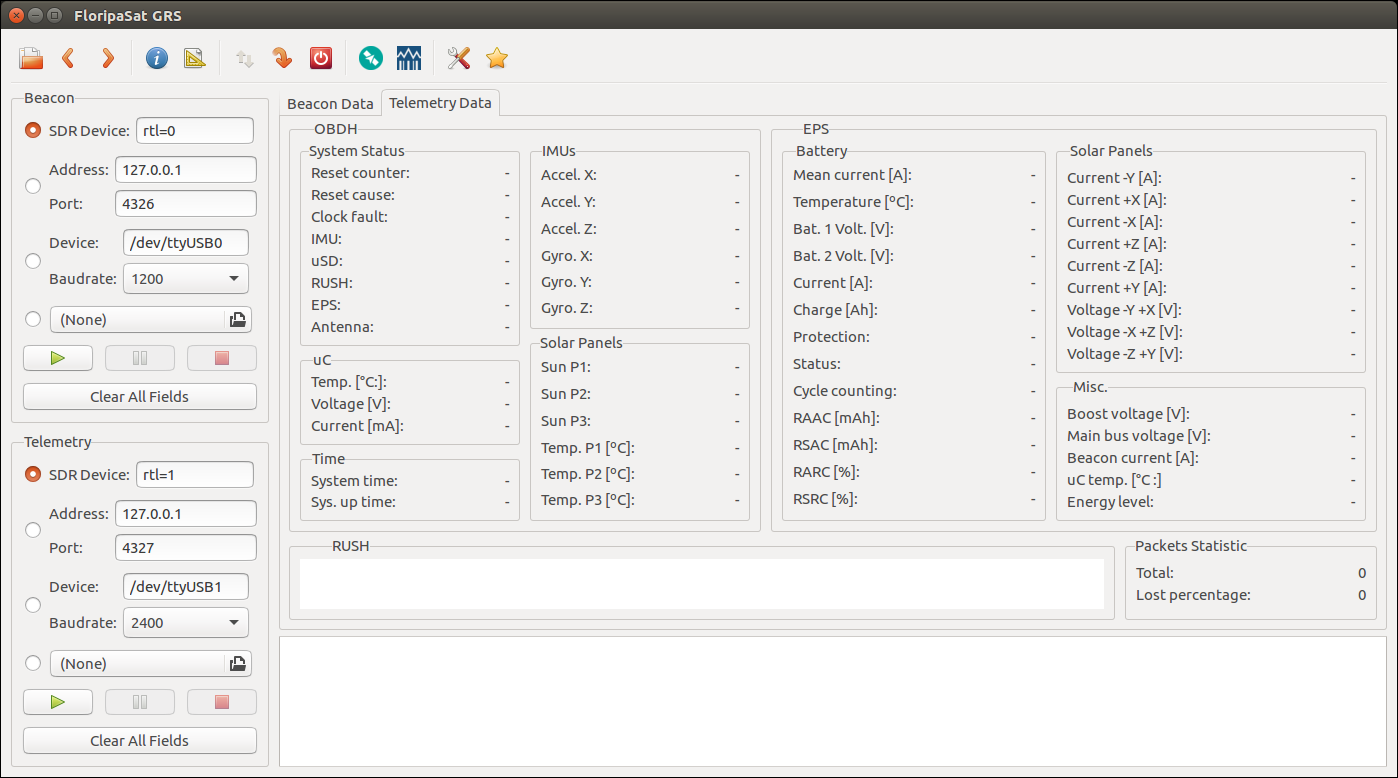 FloripaSat GRS
Beacon
SDR Device: rtl=0
Address: 127.0.0.1
Port: 4326
Device: /dev/ttyUSB0
Baudrate: 1200
(None)
Clear All Fields
Telemetry
SDR Device: rtl=1
Address: 127.0.0.1
Port: 4327
Device: /dev/ttyUSB1
Baudrate: 2400
(None)
Clear All Fields
Beacon Data Telemetry Data
OBDH
System Status
Reset counter: -
Reset cause: -
Clock fault: -
IMU: -
uSD: -
RUSH: -
EPS: -
Antenna: -
uC
Temp. [°C:]: -
Voltage [V]: -
Current [mA]: -
Time
System time: -
Sys. up time: -
IMUs
Accel. X: -
Accel. Y: -
Accel. Z: -
Gyro. X: -
Gyro. Y: -
Gyro. Z: -
Solar Panels
Sun P1: -
Sun P2: -
Sun P3: -
Temp. P1 [ºC]: -
Temp. P2 [ºC]: -
Temp. P3 [ºC]: -
EPS
Battery
Mean current [A]: -
Temperature [ºC]: -
Bat. 1 Volt. [V]: -
Bat. 2 Volt. [V]: -
Current [A]: -
Charge [Ah]: -
Protection: -
Status: -
Cycle counting: -
RAAC [mAh]: -
RSAC [mAh]: -
RARC [%]: -
RSRC [%]: -
Solar Panels
Current -Y [A]: -
Current +X [A]: -
Current -X [A]: -
Current +Z [A]: -
Current -Z [A]: -
Current +Y [A]: -
Voltage -Y +X [V]: -
Voltage -X +Z [V]: -
Voltage -Z +Y [V]: -
Misc.
Boost voltage [V]: -
Main bus voltage [V]: -
Beacon current [A]: -
uC temp. [°C :] -
Energy level: -
RUSH
Packets Statistic
Total: 0
Lost percentage: 0